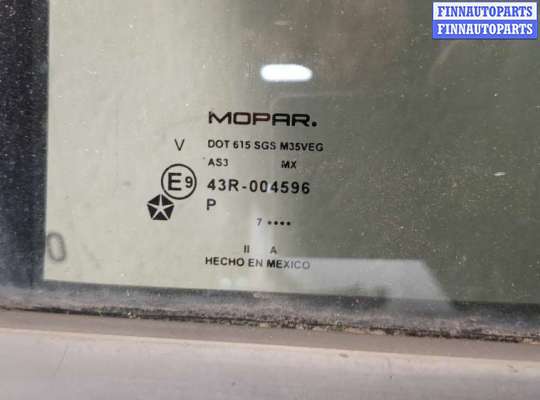 FINNAUTOPARTS
FINNAUTOPARTS
MOPAR.
V DOT 615 SGS M35VEG
AS3 MX
E9 43R-004596
P
7 ••••
II A
HECHO EN MEXICO